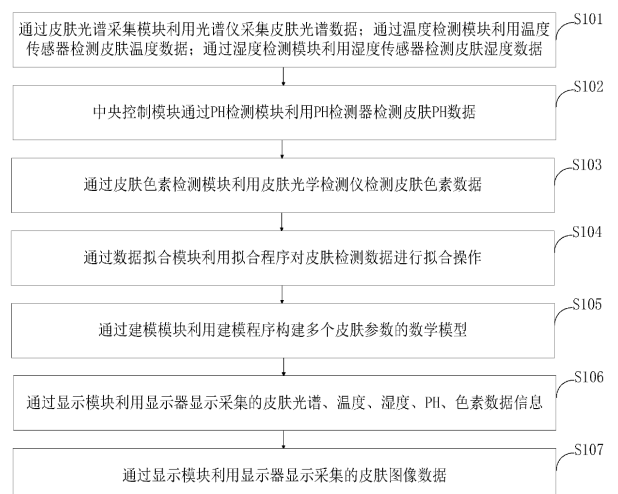 通过皮肤光谱采集模块利用光谱仪采集皮肤光谱数据；通过温度检测模块利用温度
传感器检测皮肤温度数据；通过湿度检测模块利用湿度传感器检测皮肤湿度数据
S101
中央控制模块通过PH检测模块利用PH检测器检测皮肤PH数据
S102
通过皮肤色素检测模块利用皮肤光学检测仪检测皮肤色素数据
S103
通过数据拟合模块利用拟合程序对皮肤检测数据进行拟合操作
S104
通过建模模块利用建模程序构建多个皮肤参数的数学模型
S105
通过显示模块利用显示器显示采集的皮肤光谱、温度、湿度、PH、色素数据信息
S106
通过显示模块利用显示器显示采集的皮肤图像数据
S107